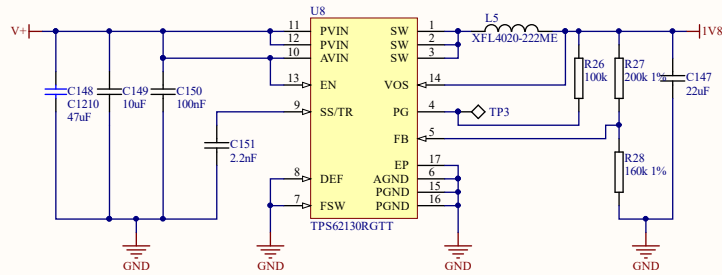 U8
V+
11 PVIN
12 PVIN
10 AVIN
13 EN
9 SS/TR
8 DEF
7 FSW
SW 1
SW 2
SW 3
VOS 14
PG 4
FB 5
EP 17
AGND 6
PGND 15
PGND 16
TPS62130RGTT
L5
XFL4020-222ME
1V8
C148
C1210
47uF
C149
10uF
C150
100nF
C151
2.2nF
R26
100k
R27
200k 1%
C147
22uF
TP3
R28
160k 1%
GND
GND
GND
GND